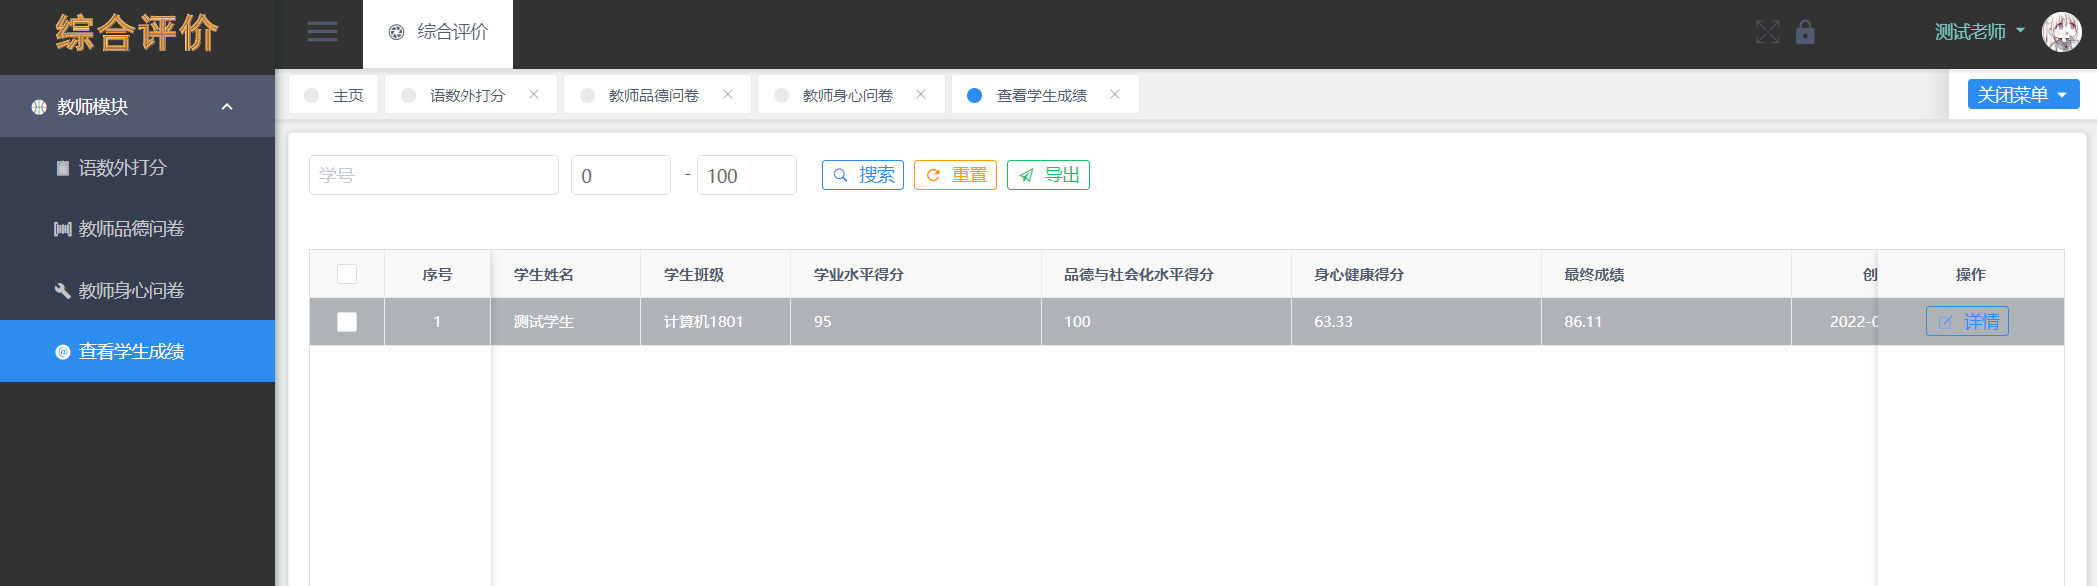 综合评价
综合评价
测试老师
教师模块
语数外打分
教师品德问卷
教师身心问卷
查看学生成绩
主页
语数外打分
教师品德问卷
教师身心问卷
查看学生成绩
关闭菜单
学号
0
-
100
搜索
重置
导出
序号
学生姓名
学生班级
学业水平得分
品德与社会化水平得分
身心健康得分
最终成绩
创
操作
1
测试学生
计算机1801
95
100
63.33
86.11
2022-0
详情